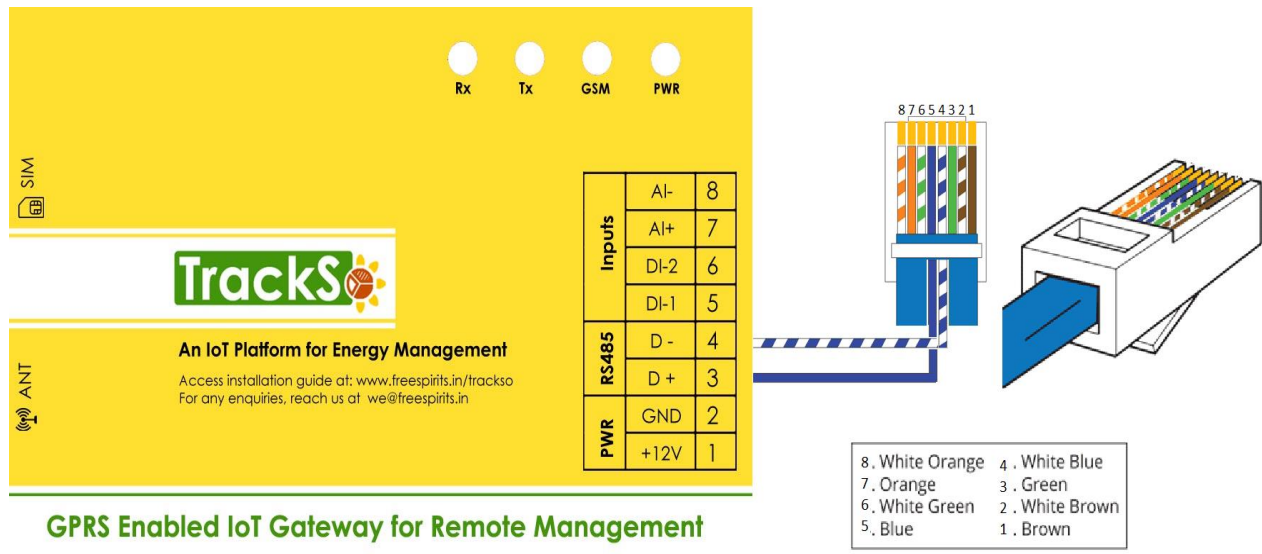 Rx Tx GSM PWR
SIM
ANT
TrackSo
An IoT Platform for Energy Management
Access installation guide at: www.freespirits.in/trackso
For any enquiries, reach us at we@freespirits.in
Inputs
AI- 8
AI+ 7
DI-2 6
DI-1 5
RS485
D - 4
D + 3
PWR
GND 2
+12V 1
GPRS Enabled IoT Gateway for Remote Management
87654321
8. White Orange
7. Orange
6. White Green
5. Blue
4 . White Blue
3 . Green
2 . White Brown
1 . Brown